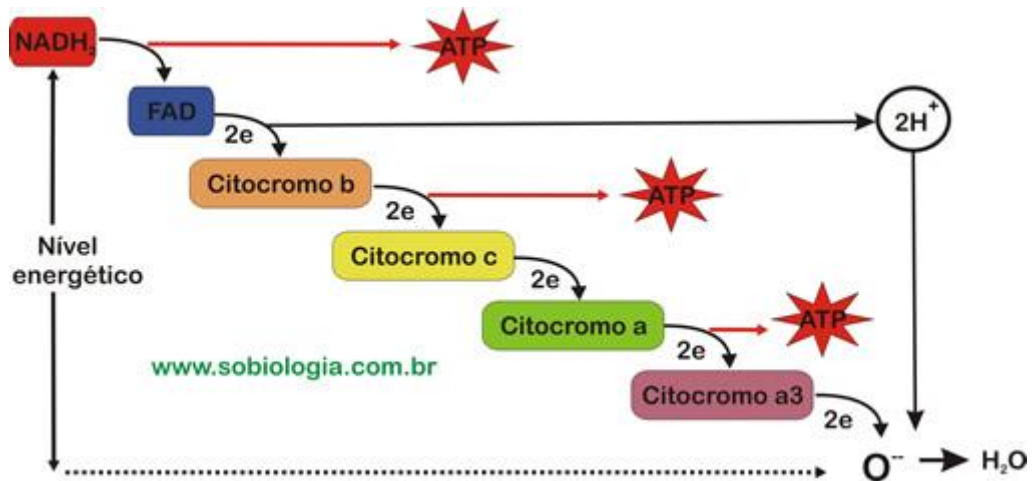 NADH₂
ATP
FAD
2e
2H⁺
Citocromo b
2e
ATP
Nível
energético
Citocromo c
2e
Citocromo a
ATP
2e
www.sobiologia.com.br
Citocromo a3
2e
O⁻⁻
H₂O